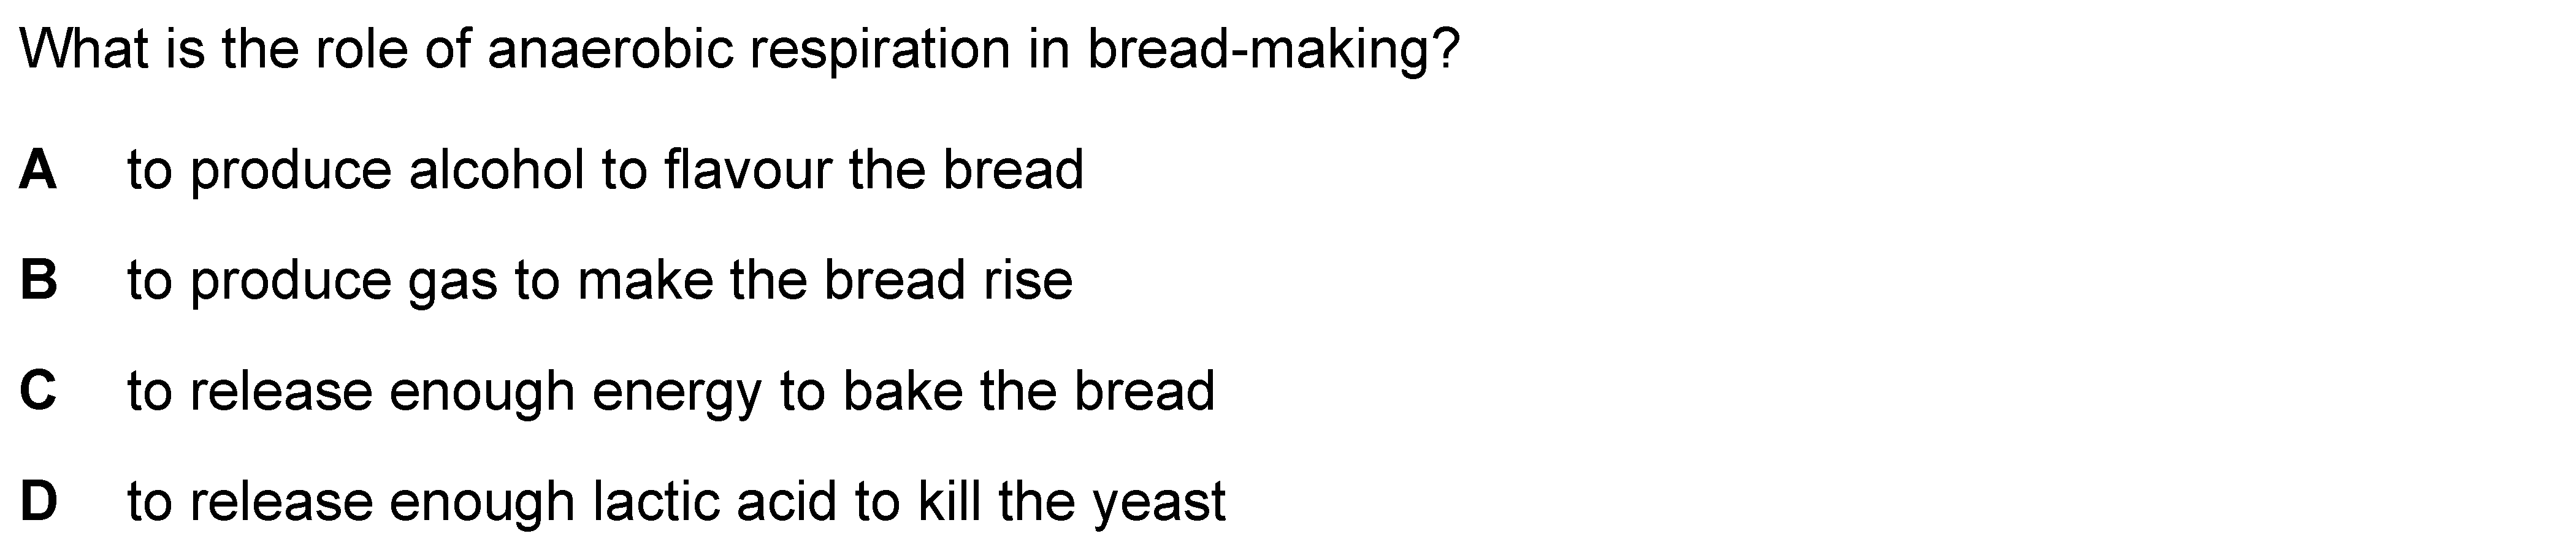 What is the role of anaerobic respiration in bread-making?
A to produce alcohol to flavour the bread
B to produce gas to make the bread rise
C to release enough energy to bake the bread
D to release enough lactic acid to kill the yeast